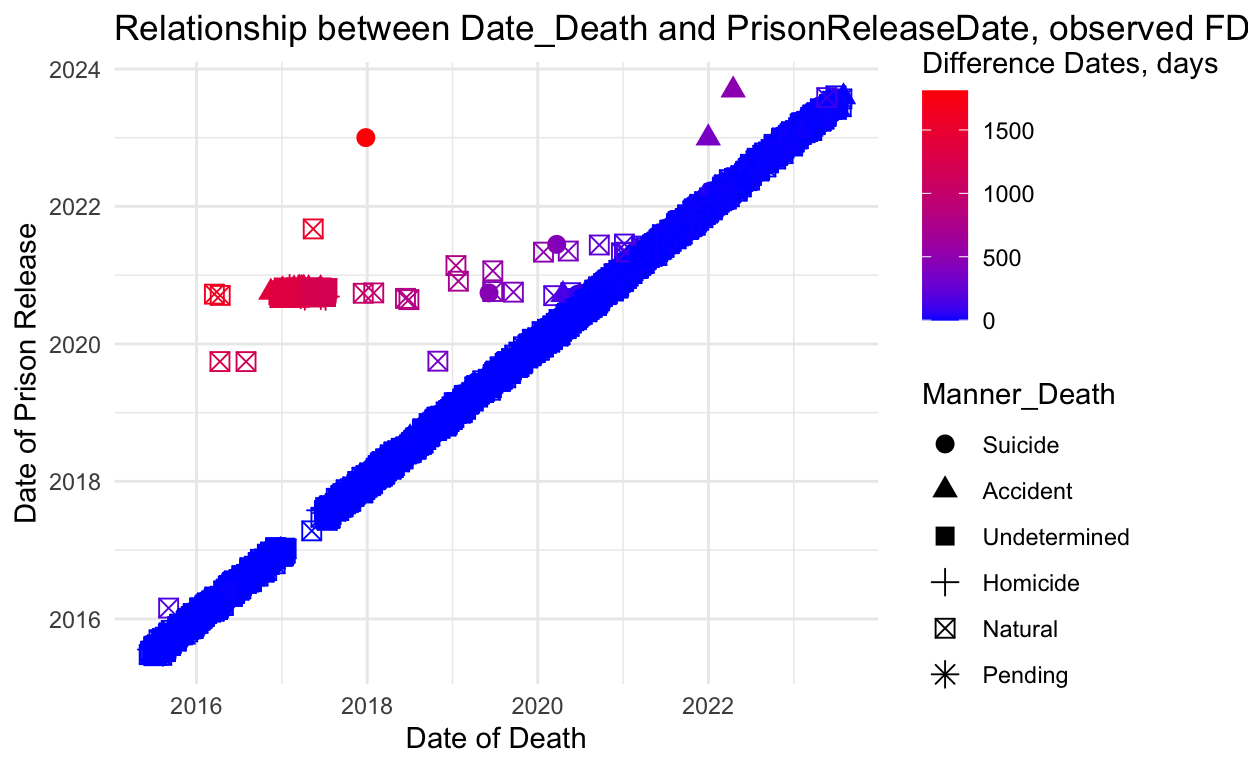 Relationship between Date_Death and PrisonReleaseDate, observed FD
Difference Dates, days
1500
1000
500
0
Manner_Death
Suicide
Accident
Undetermined
Homicide
Natural
Pending
Date of Prison Release
2024
2022
2020
2018
2016
2016 2018 2020 2022
Date of Death